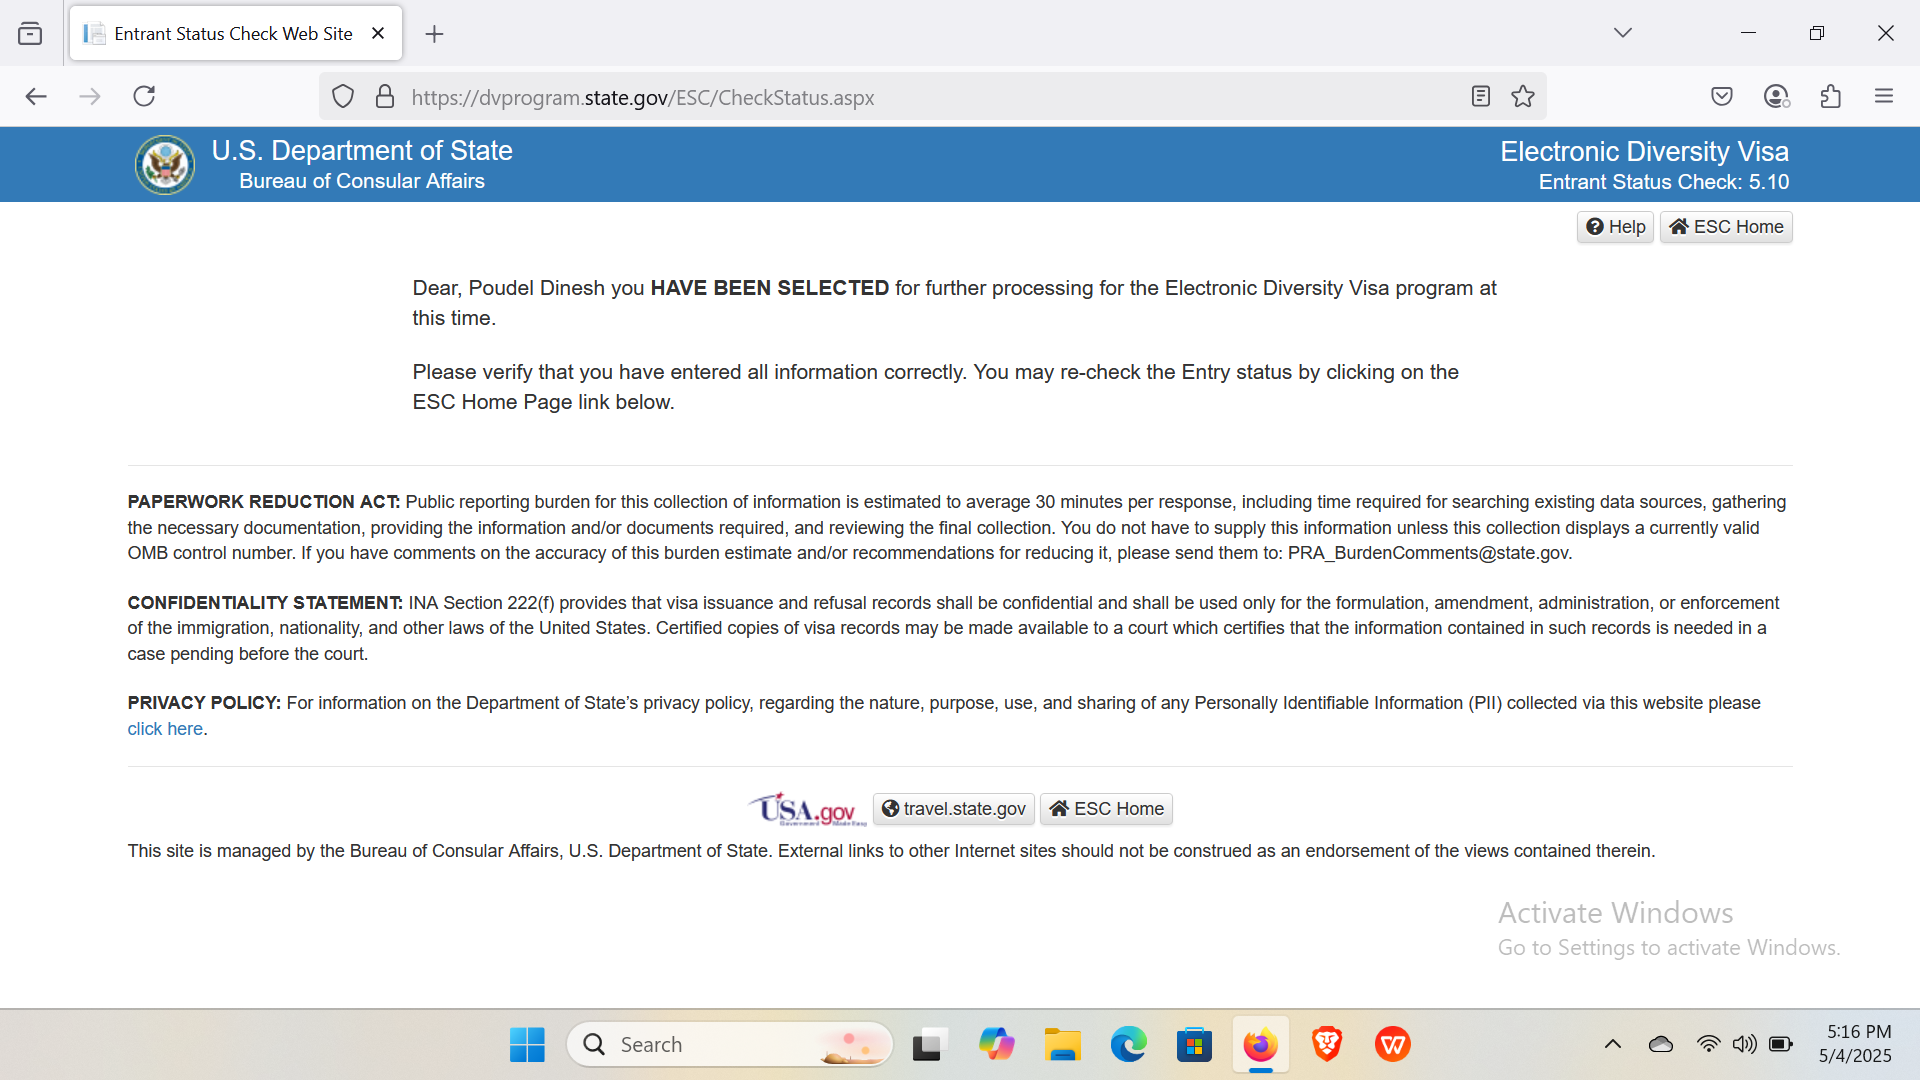 Entrant Status Check Web Site
https://dvprogram.state.gov/ESC/CheckStatus.aspx
U.S. Department of State
Bureau of Consular Affairs
Electronic Diversity Visa
Entrant Status Check: 5.10
Help
ESC Home
Dear, Poudel Dinesh you HAVE BEEN SELECTED for further processing for the Electronic Diversity Visa program at
this time.
Please verify that you have entered all information correctly. You may re-check the Entry status by clicking on the
ESC Home Page link below.
PAPERWORK REDUCTION ACT: Public reporting burden for this collection of information is estimated to average 30 minutes per response, including time required for searching existing data sources, gathering
the necessary documentation, providing the information and/or documents required, and reviewing the final collection. You do not have to supply this information unless this collection displays a currently valid
OMB control number. If you have comments on the accuracy of this burden estimate and/or recommendations for reducing it, please send them to: PRA_BurdenComments@state.gov.
CONFIDENTIALITY STATEMENT: INA Section 222(f) provides that visa issuance and refusal records shall be confidential and shall be used only for the formulation, amendment, administration, or enforcement
of the immigration, nationality, and other laws of the United States. Certified copies of visa records may be made available to a court which certifies that the information contained in such records is needed in a
case pending before the court.
PRIVACY POLICY: For information on the Department of State's privacy policy, regarding the nature, purpose, use, and sharing of any Personally Identifiable Information (PII) collected via this website please
click here.
USA.gov
Government Made Easy
travel.state.gov
ESC Home
This site is managed by the Bureau of Consular Affairs, U.S. Department of State. External links to other Internet sites should not be construed as an endorsement of the views contained therein.
Activate Windows
Go to Settings to activate Windows.
Search
5:16 PM
5/4/2025